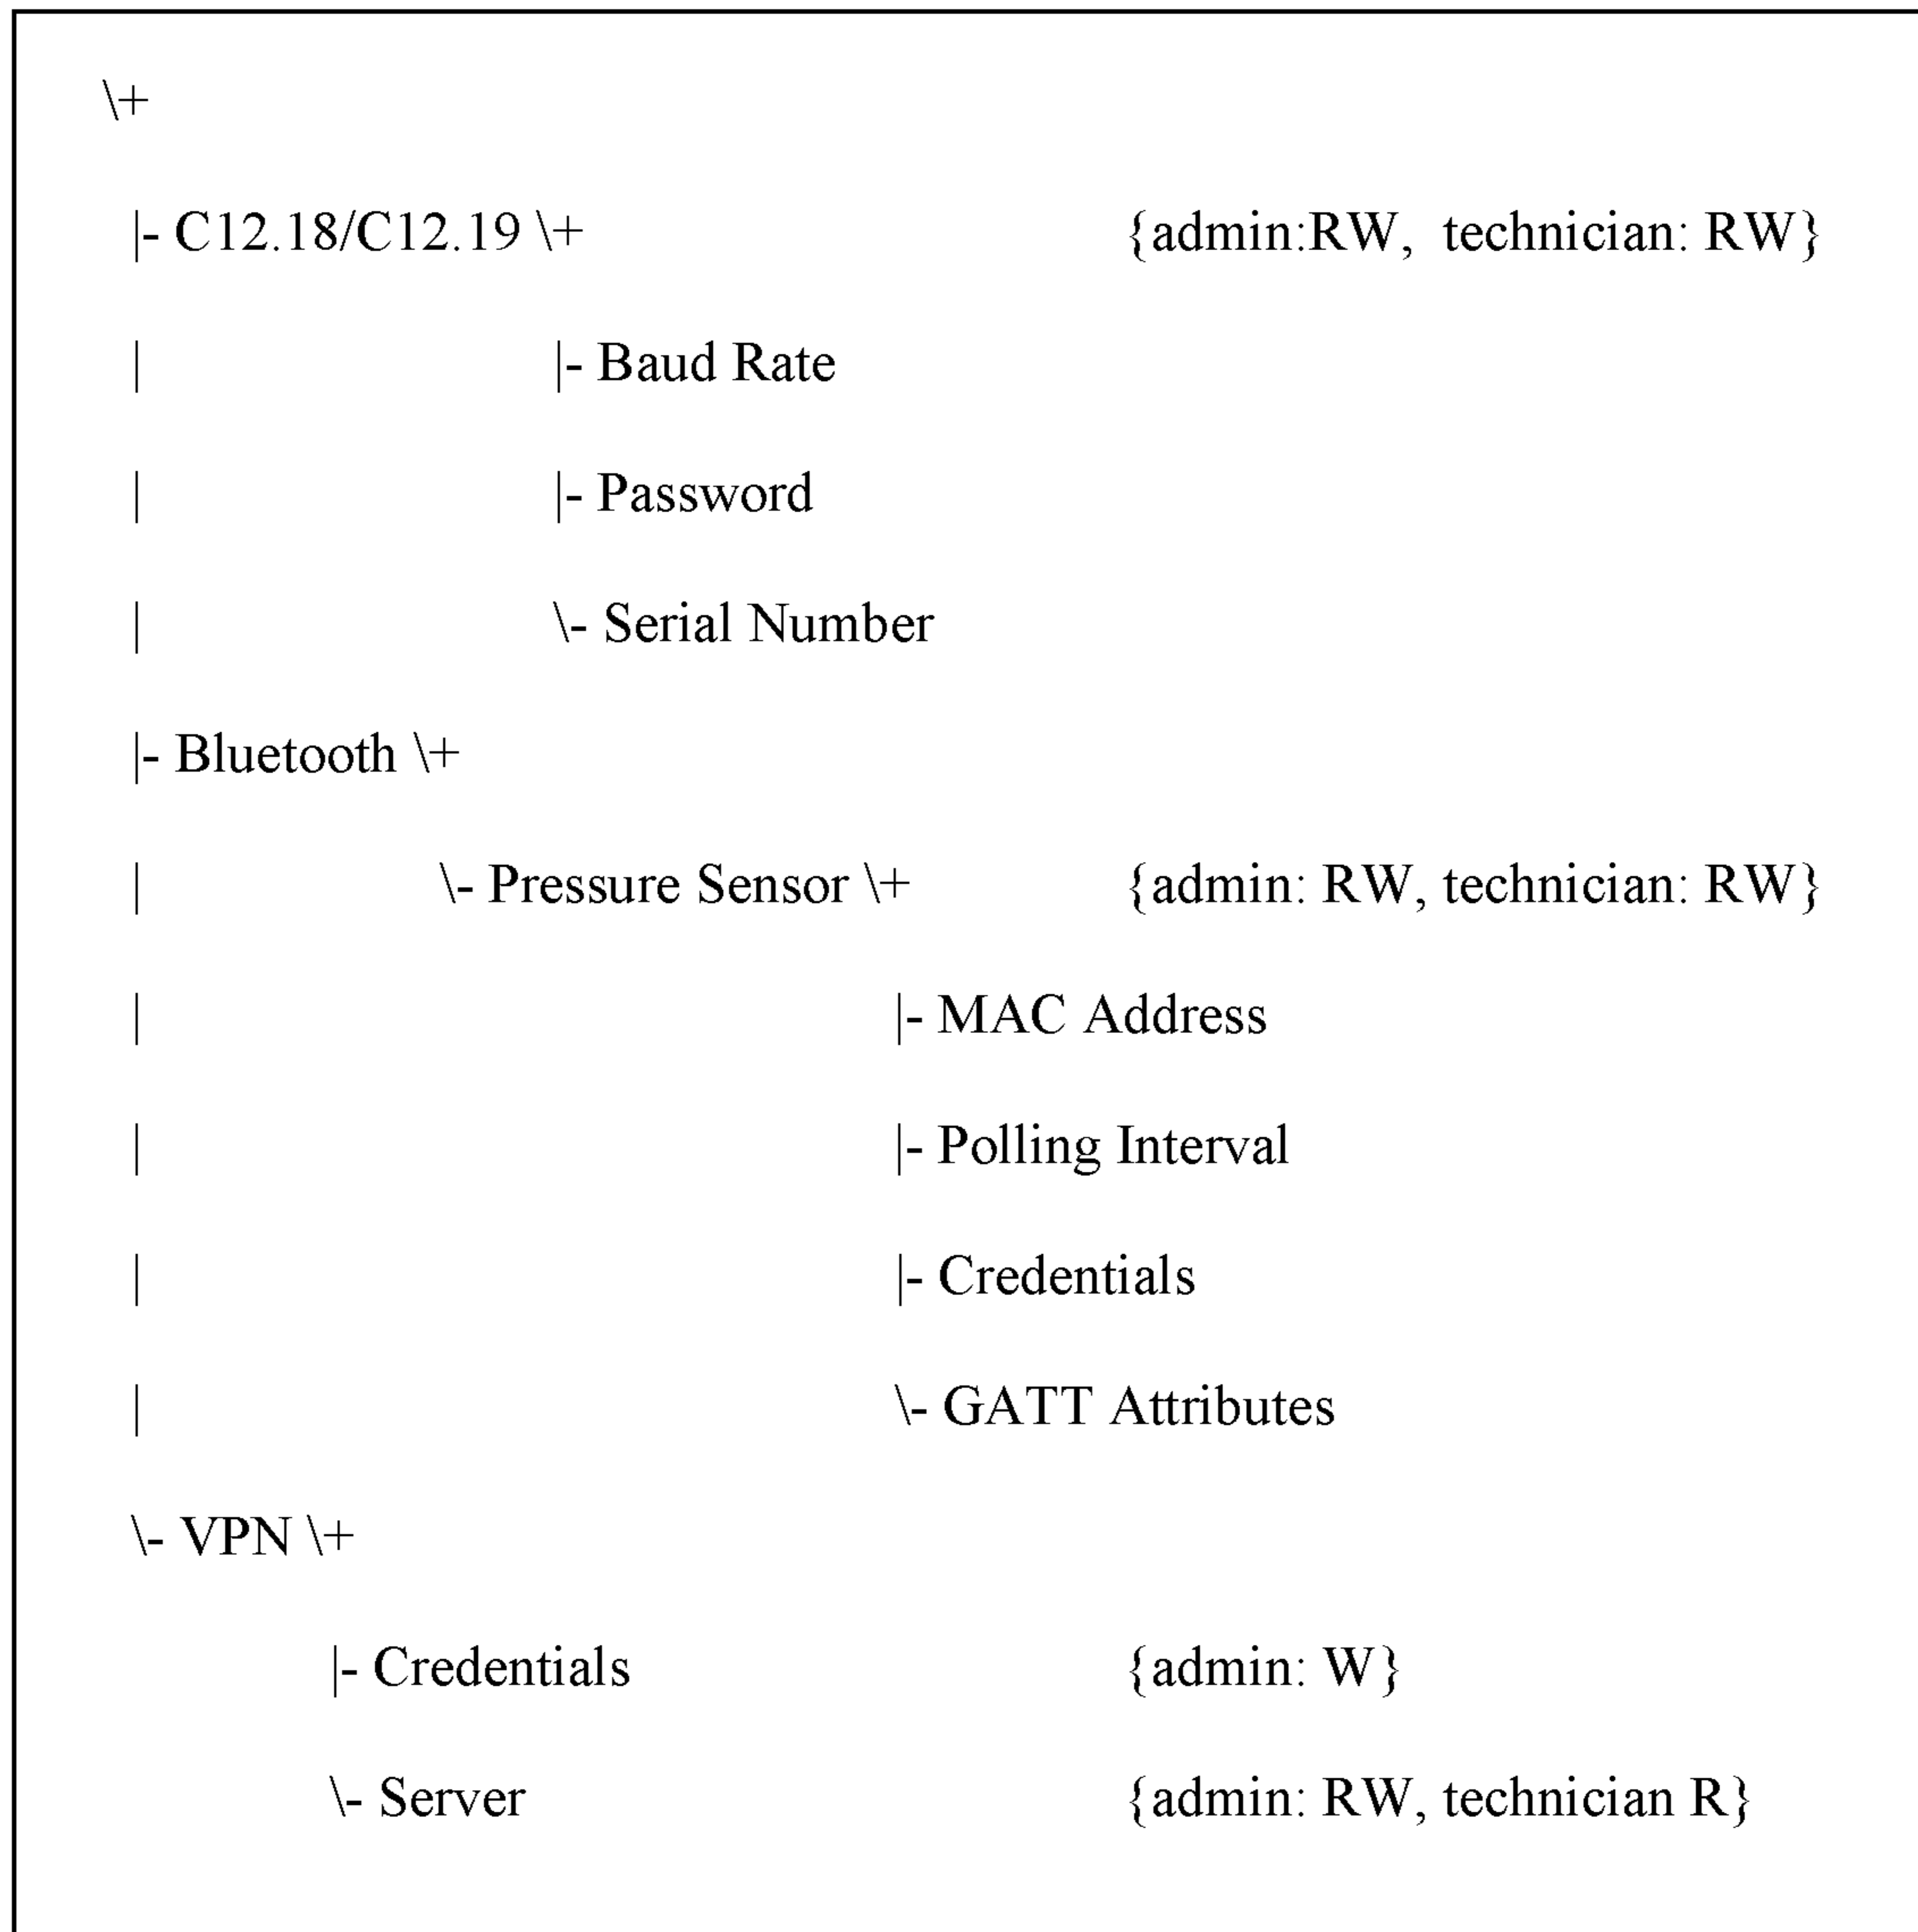 \+
|- C12.18/C12.19 \+ {admin:RW, technician: RW}
| |- Baud Rate
| |- Password
| \- Serial Number
|- Bluetooth \+
| \- Pressure Sensor \+ {admin: RW, technician: RW}
| |- MAC Address
| |- Polling Interval
| |- Credentials
| \- GATT Attributes
\- VPN \+
|- Credentials {admin: W}
\- Server {admin: RW, technician R}